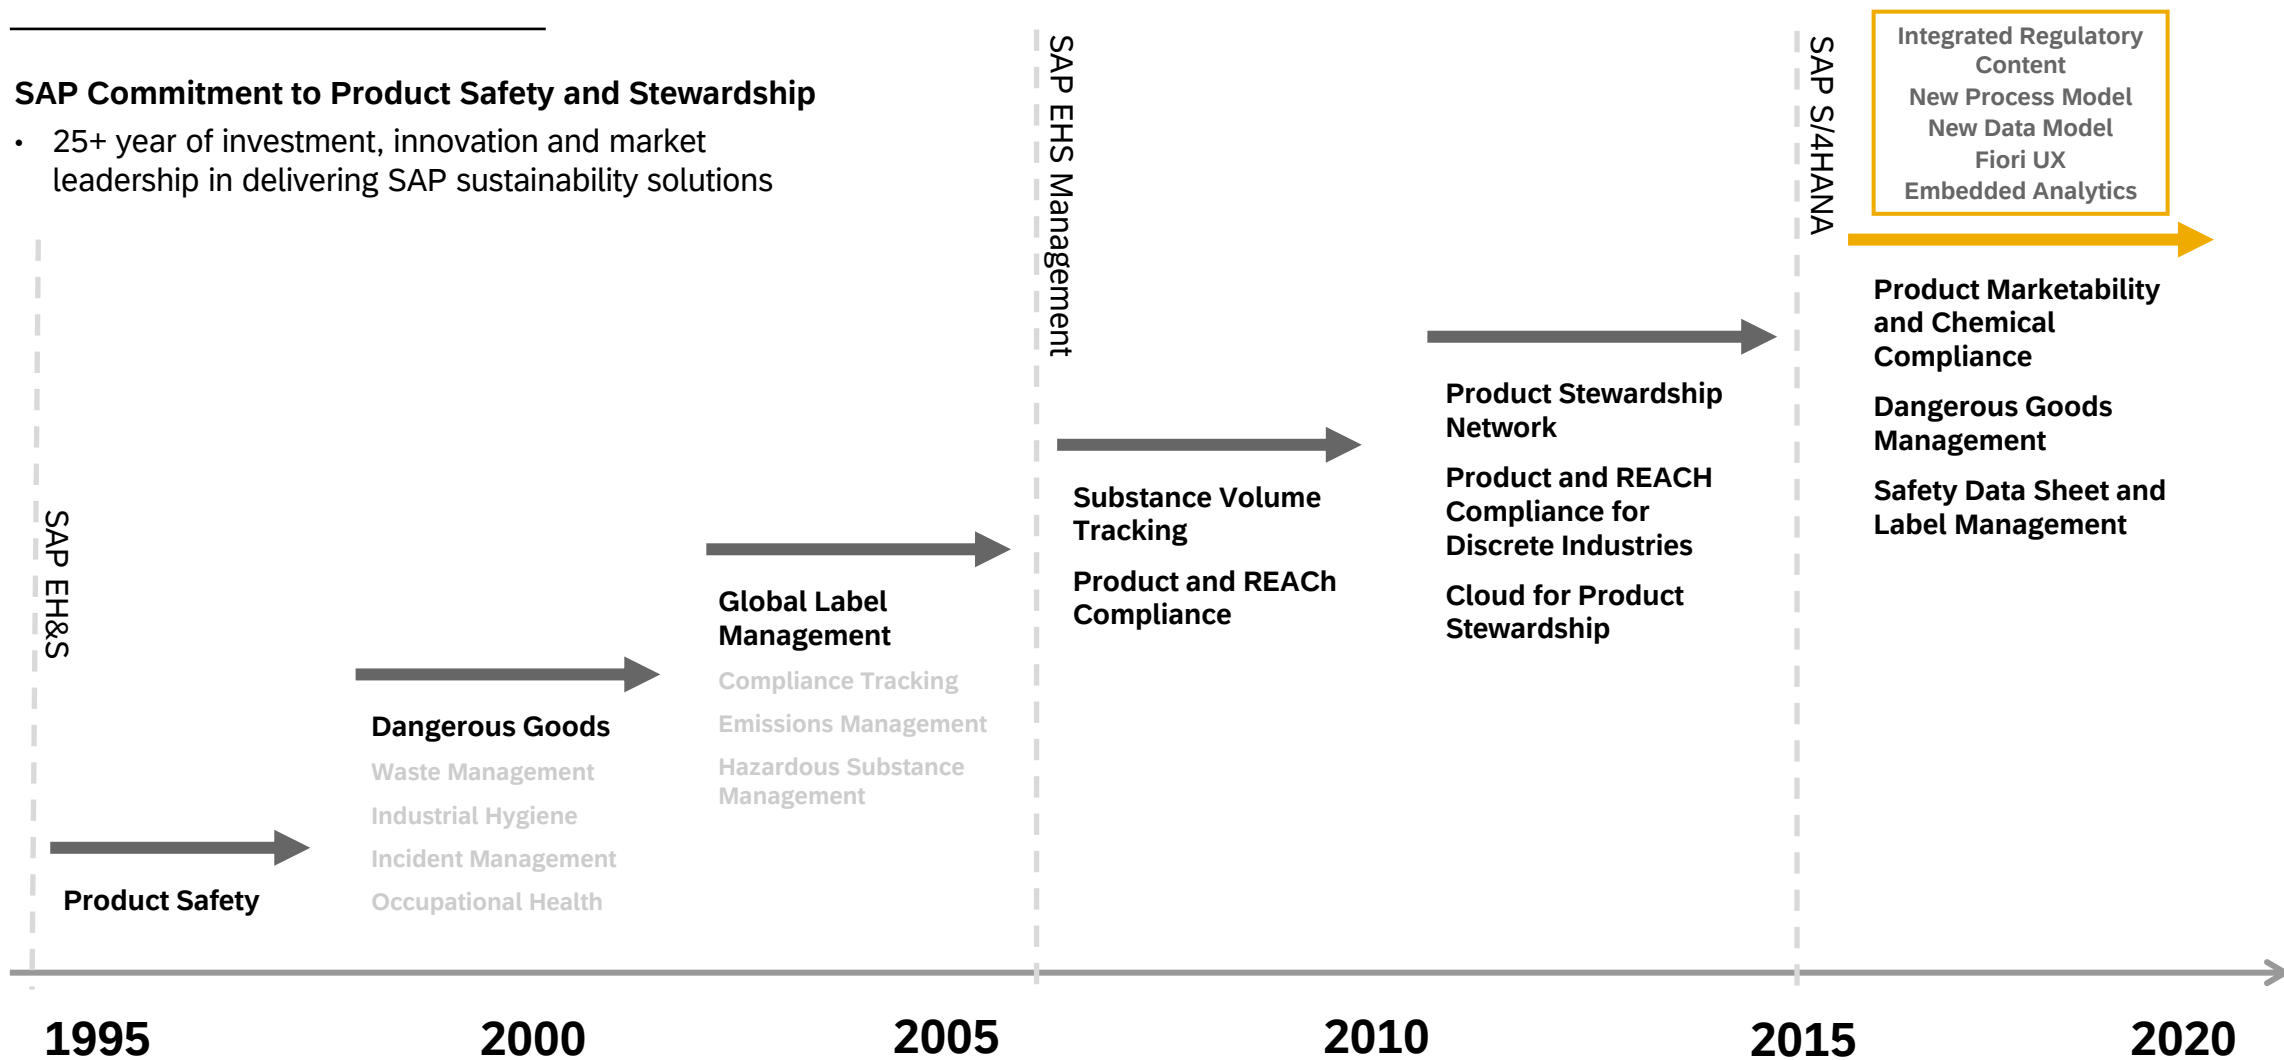 SAP Commitment to Product Safety and Stewardship
• 25+ year of investment, innovation and market
leadership in delivering SAP sustainability solutions
SAP EH&S
Product Safety
Dangerous Goods
Waste Management
Industrial Hygiene
Incident Management
Occupational Health
Global Label
Management
Compliance Tracking
Emissions Management
Hazardous Substance
Management
SAP EHS Management
Substance Volume
Tracking
Product and REACh
Compliance
Product Stewardship
Network
Product and REACH
Compliance for
Discrete Industries
Cloud for Product
Stewardship
SAP S/4HANA
Integrated Regulatory
Content
New Process Model
New Data Model
Fiori UX
Embedded Analytics
Product Marketability
and Chemical
Compliance
Dangerous Goods
Management
Safety Data Sheet and
Label Management
1995
2000
2005
2010
2015
2020